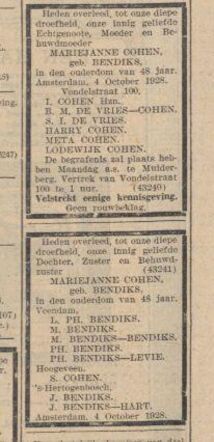 Heden overleed, tot onze diepe
droefheid, onze innig geliefde
Echtgenoote, Moeder en Be-
huwdmoeder
MARIEJANNE COHEN,
geb. BENDIKS,
in den ouderdom van 48 jaar.
Amsterdam, 4 October 1928.
Vondelstraat 100.
I. COHEN Hzn.
B. M. DE VRIES—COHEN.
S. I. DE VRIES.
HARRY COHEN.
META COHEN.
LODEWIJK COHEN.
De begrafenis zal plaats heb-
ben Maandag a.s. te Muider-
berg. Vertrek van Vondelstraat
100 te 1 uur. (43240)
Volstrekt eenige kennisgeving.
Geen rouwbeklag.
Heden overleed, tot onze diepe
droefheid, onze innig geliefde
Dochter, Zuster en Behuwd-
zuster (43241)
MARIEJANNE COHEN,
geb. BENDIKS,
in den ouderdom van 48 jaar.
Veendam,
L. PH. BENDIKS.
M. BENDIKS.
M. BENDIKS—BENDIKS.
PH. BENDIKS.
PH. BENDIKS—LEVIE.
Hoogeveen,
S. COHEN.
's-Hertogenbosch,
J. BENDIKS.
J. BENDIKS—HART.
Amsterdam, 4 October 1928.